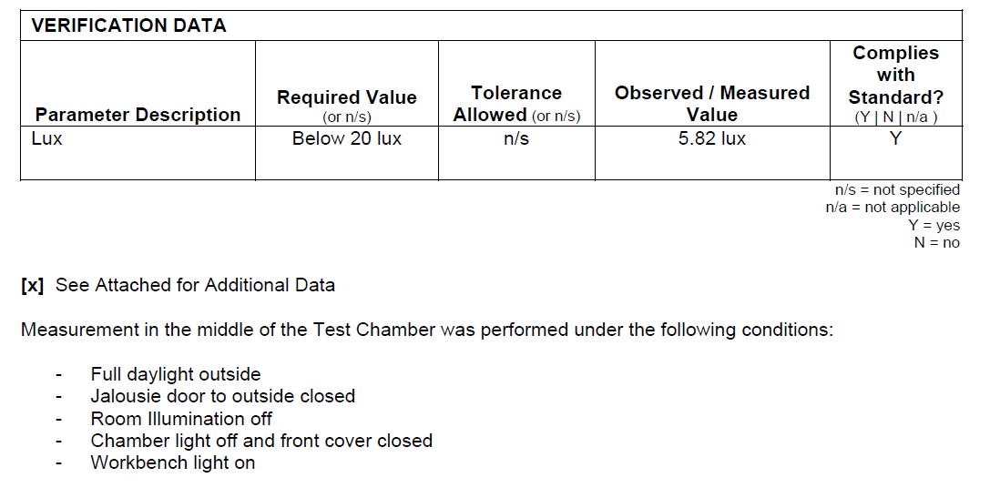 VERIFICATION DATA
Parameter Description
Required Value
(or n/s)
Tolerance
Allowed (or n/s)
Observed / Measured
Value
Complies
with
Standard?
(Y | N | n/a )
Lux
Below 20 lux
n/s
5.82 lux
Y
n/s = not specified
n/a = not applicable
Y = yes
N = no
[x] See Attached for Additional Data
Measurement in the middle of the Test Chamber was performed under the following conditions:
- Full daylight outside
- Jalousie door to outside closed
- Room Illumination off
- Chamber light off and front cover closed
- Workbench light on